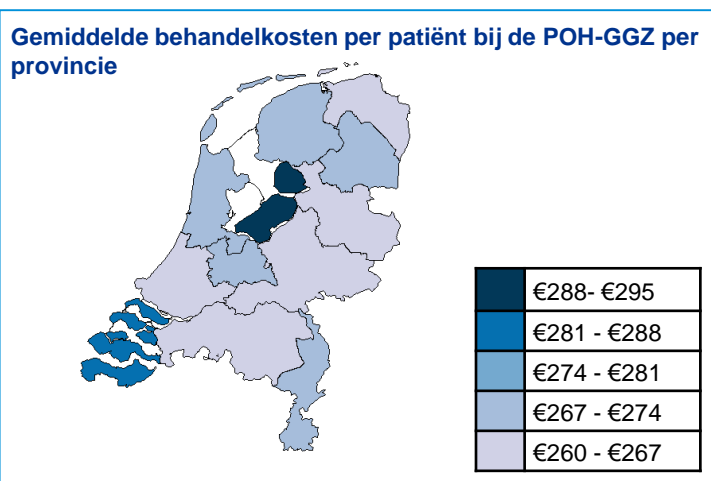 Gemiddelde behandelkosten per patiënt bij de POH-GGZ per
provincie
€288- €295
€281 - €288
€274 - €281
€267 - €274
€260 - €267